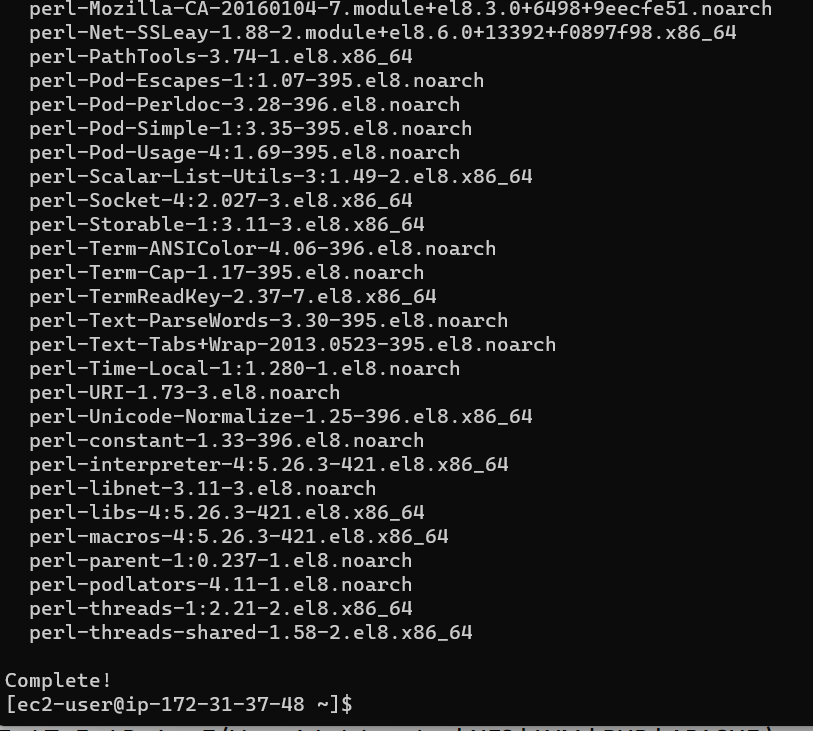 perl-Mozilla-CA-20160104-7.module+el8.3.0+6498+9eecfe51.noarch
perl-Net-SSLeay-1.88-2.module+el8.6.0+13392+f0897f98.x86_64
perl-PathTools-3.74-1.el8.x86_64
perl-Pod-Escapes-1:1.07-395.el8.noarch
perl-Pod-Perldoc-3.28-396.el8.noarch
perl-Pod-Simple-1:3.35-395.el8.noarch
perl-Pod-Usage-4:1.69-395.el8.noarch
perl-Scalar-List-Utils-3:1.49-2.el8.x86_64
perl-Socket-4:2.027-3.el8.x86_64
perl-Storable-1:3.11-3.el8.x86_64
perl-Term-ANSIColor-4.06-396.el8.noarch
perl-Term-Cap-1.17-395.el8.noarch
perl-TermReadKey-2.37-7.el8.x86_64
perl-Text-ParseWords-3.30-395.el8.noarch
perl-Text-Tabs+Wrap-2013.0523-395.el8.noarch
perl-Time-Local-1:1.280-1.el8.noarch
perl-URI-1.73-3.el8.noarch
perl-Unicode-Normalize-1.25-396.el8.x86_64
perl-constant-1.33-396.el8.noarch
perl-interpreter-4:5.26.3-421.el8.x86_64
perl-libnet-3.11-3.el8.noarch
perl-libs-4:5.26.3-421.el8.x86_64
perl-macros-4:5.26.3-421.el8.x86_64
perl-parent-1:0.237-1.el8.noarch
perl-podlators-4.11-1.el8.noarch
perl-threads-1:2.21-2.el8.x86_64
perl-threads-shared-1.58-2.el8.x86_64
Complete!
[ec2-user@ip-172-31-37-48 ~]$